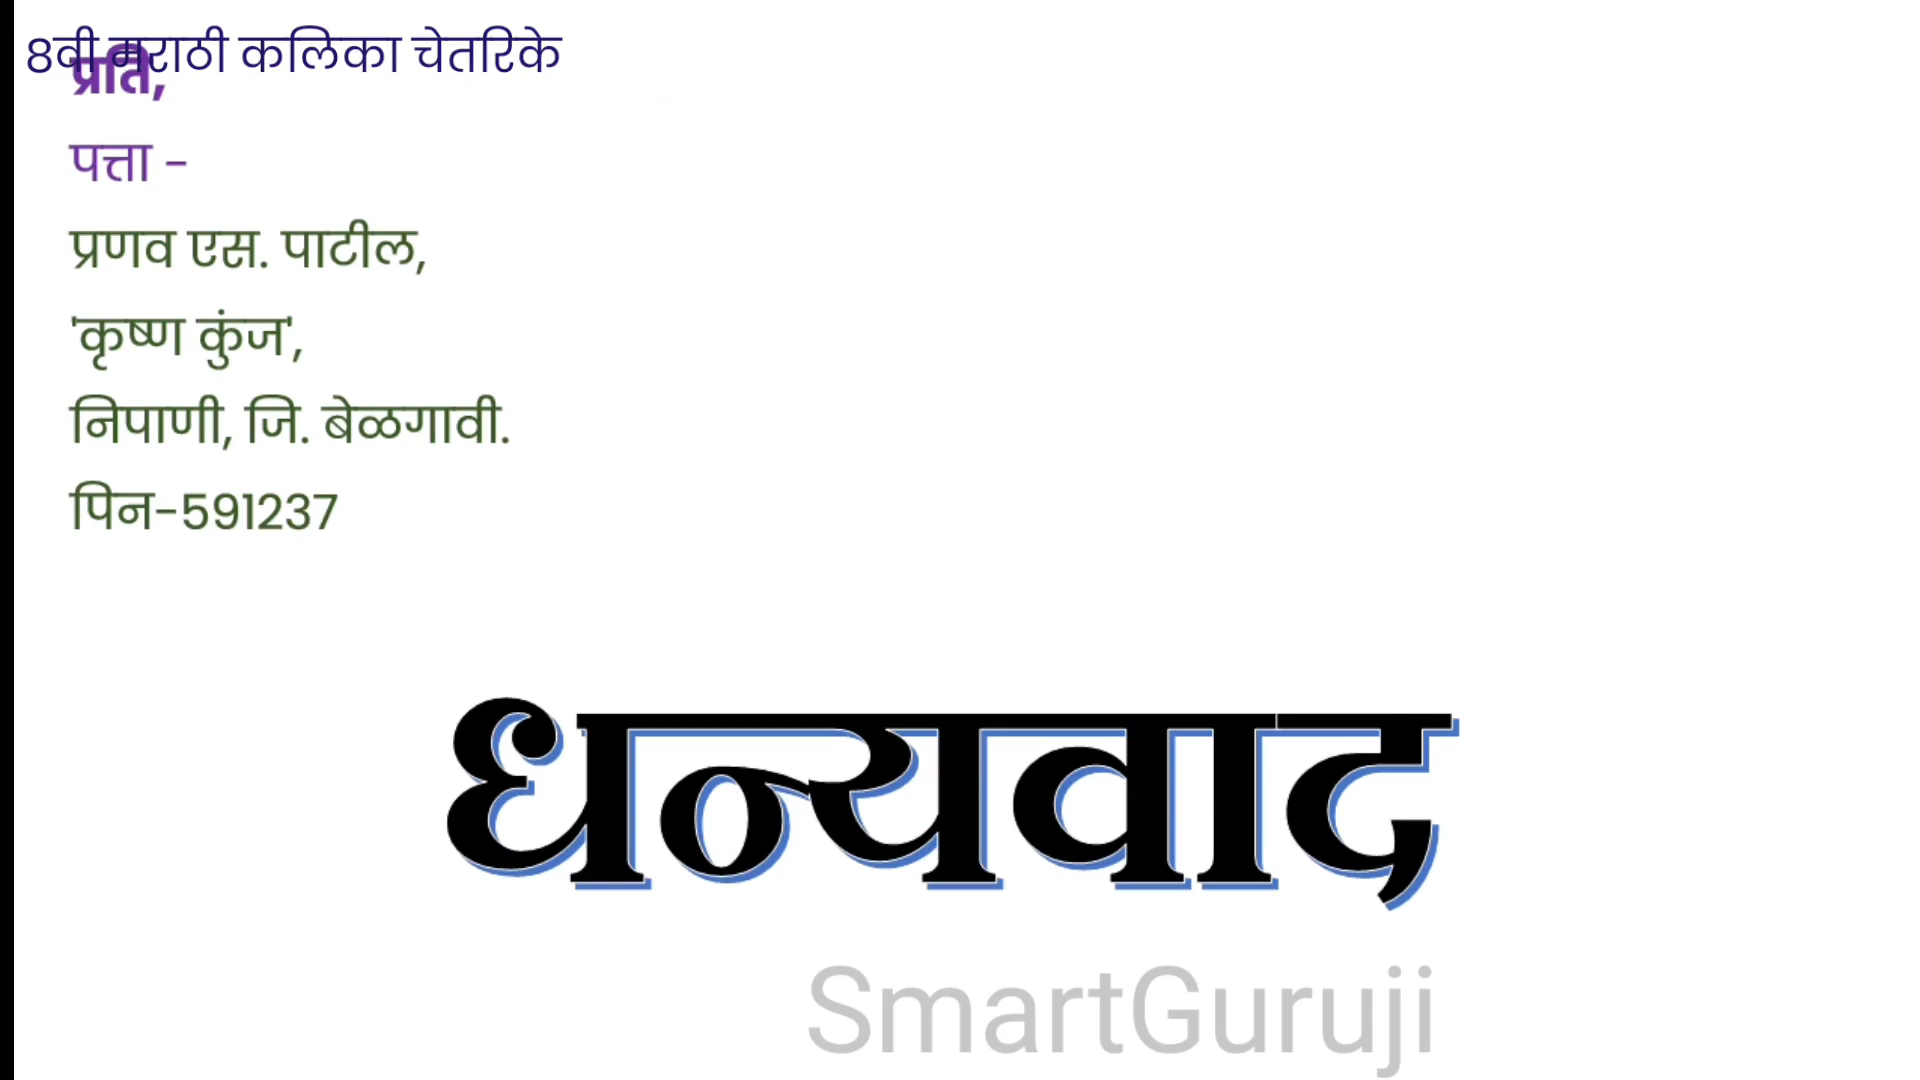 8वी मराठी कलिका चेतरिके
प्रति,
पत्ता -
प्रणव एस. पाटील,
'कृष्ण कुंज',
निपाणी, जि. बेळगावी.
पिन-591237
धन्यवाद
SmartGuruji